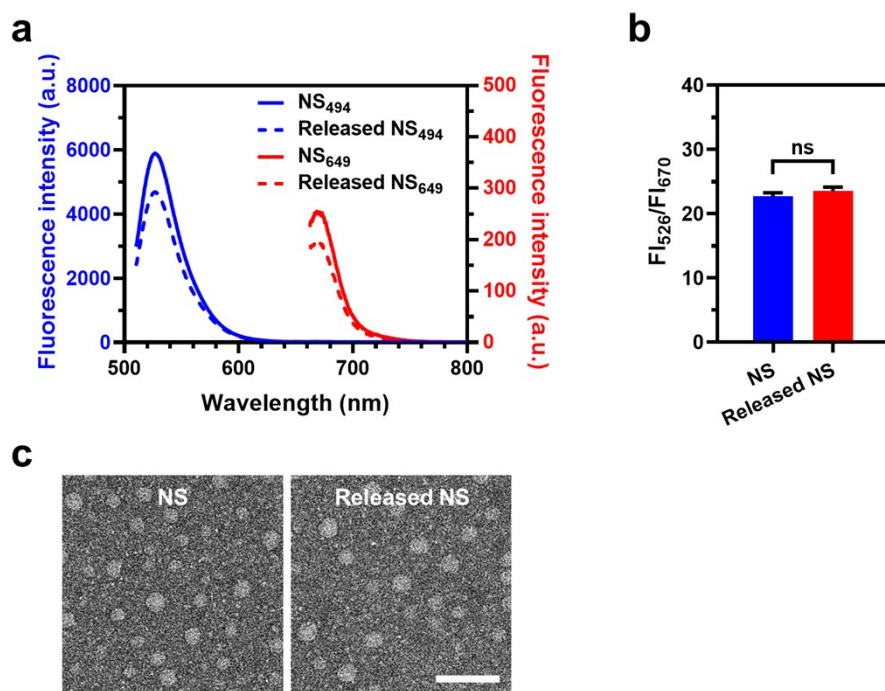 a
Fluorescence intensity (a.u.)
8000
6000
4000
2000
0
NS494
Released NS494
NS649
Released NS649
500
400
300
200
100
0
Fluorescence intensity (a.u.)
500 600 700 800
Wavelength (nm)
b
FI526/FI670
40
30
20
10
0
ns
NS
Released NS
c
NS
Released NS